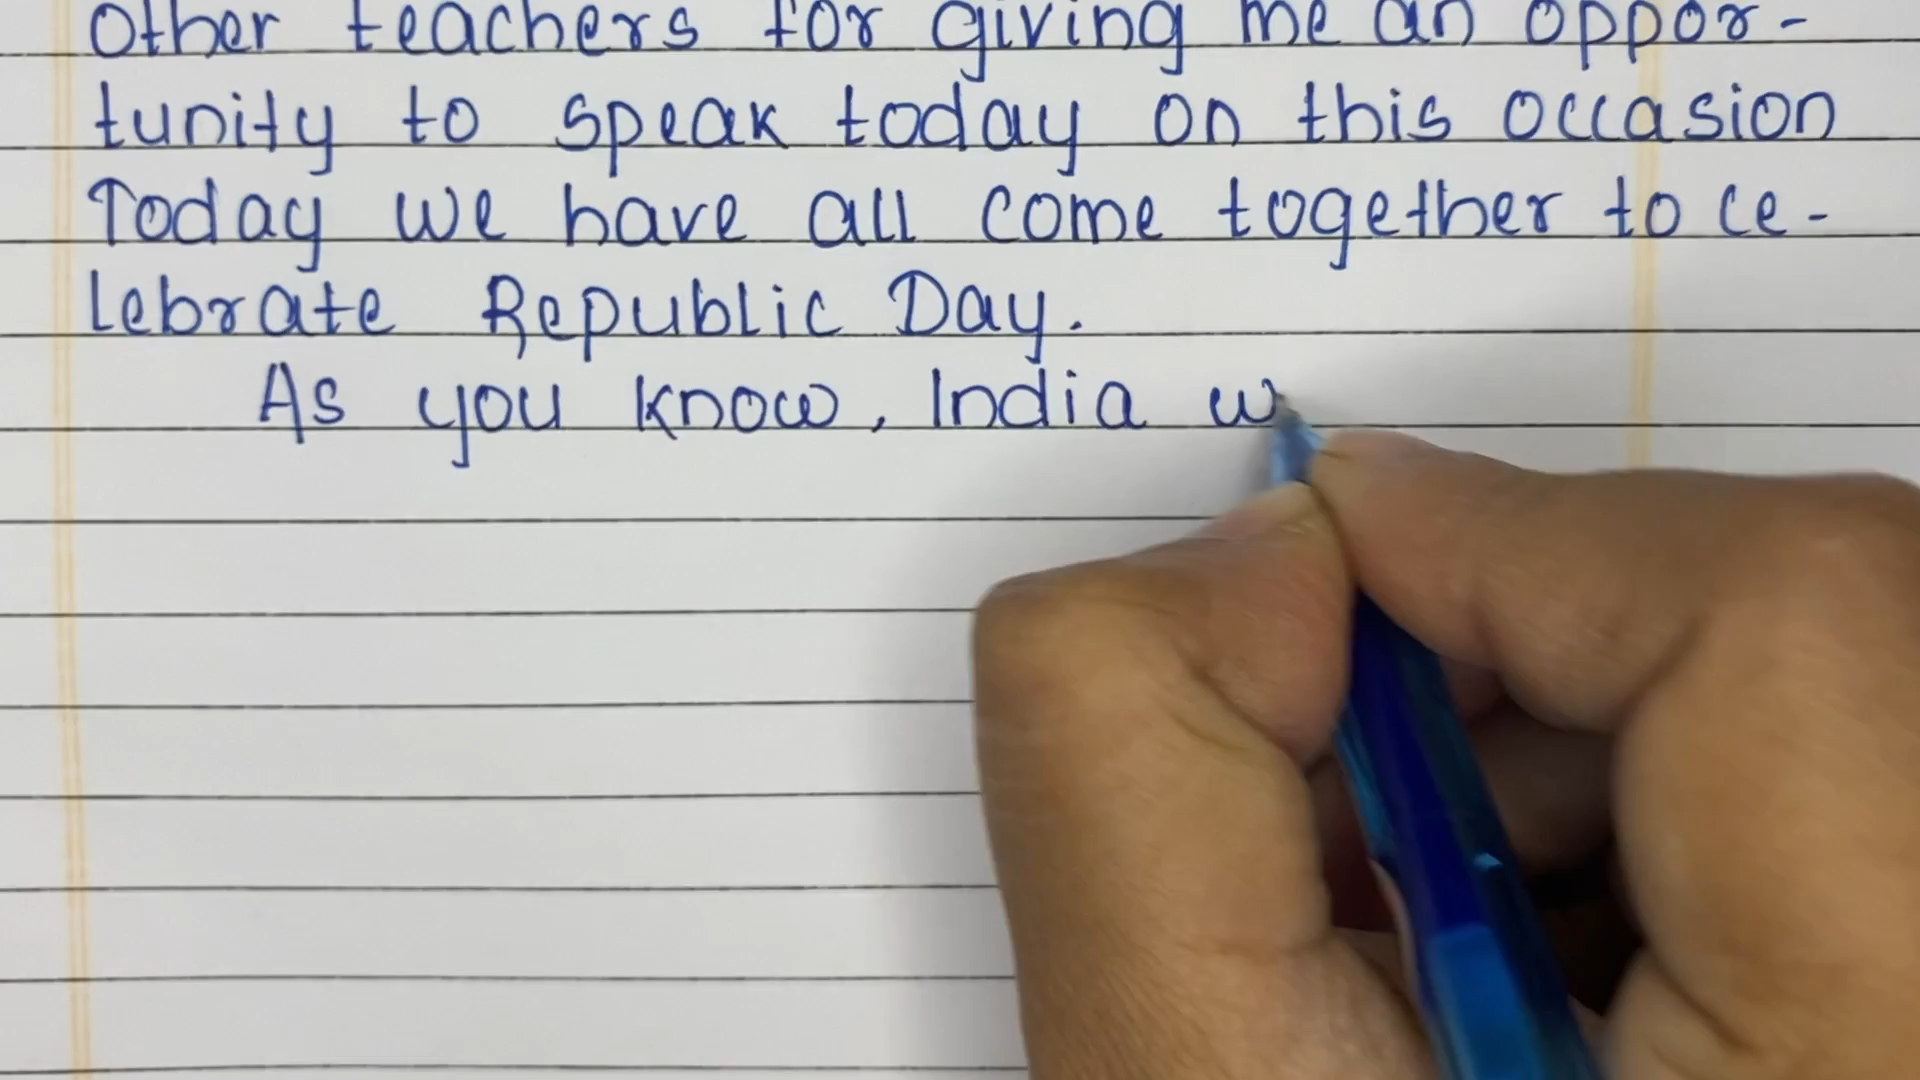 Other teachers for giving me an oppor-
tunity to speak today on this occasion
Today we have all come together to ce-
lebrate Republic Day.
As you know, India w